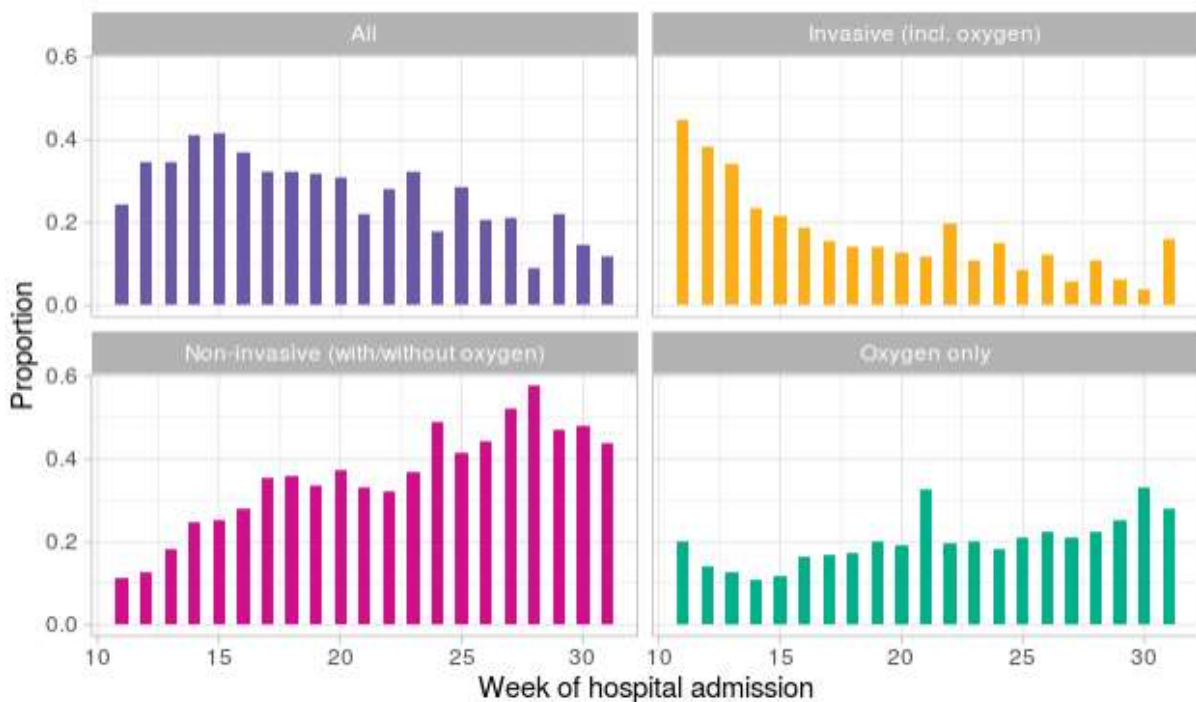 All
Invasive (incl. oxygen)
0.6
0.4
0.2
0.0
Non-invasive (with/without oxygen)
Oxygen only
Proportion
0.6
0.4
0.2
0.0
10 15 20 25 30
10 15 20 25 30
Week of hospital admission